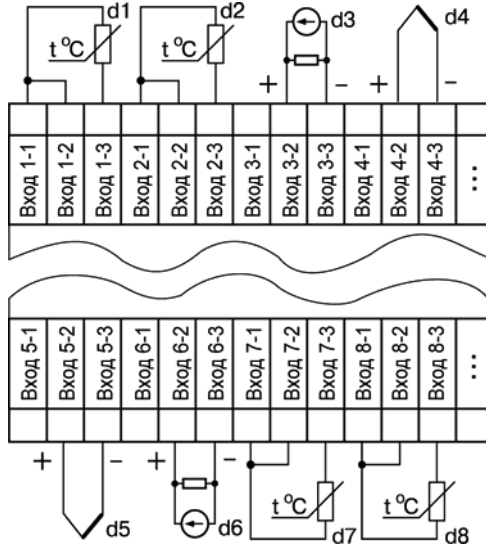 d1 d2 d3 d4
t °C t °C
+ − + −
Вход 1-1
Вход 1-2
Вход 1-3
Вход 2-1
Вход 2-2
Вход 2-3
Вход 3-1
Вход 3-2
Вход 3-3
Вход 4-1
Вход 4-2
Вход 4-3
...
Вход 5-1
Вход 5-2
Вход 5-3
Вход 6-1
Вход 6-2
Вход 6-3
Вход 7-1
Вход 7-2
Вход 7-3
Вход 8-1
Вход 8-2
Вход 8-3
...
+ − + −
t °C t °C
d5 d6 d7 d8